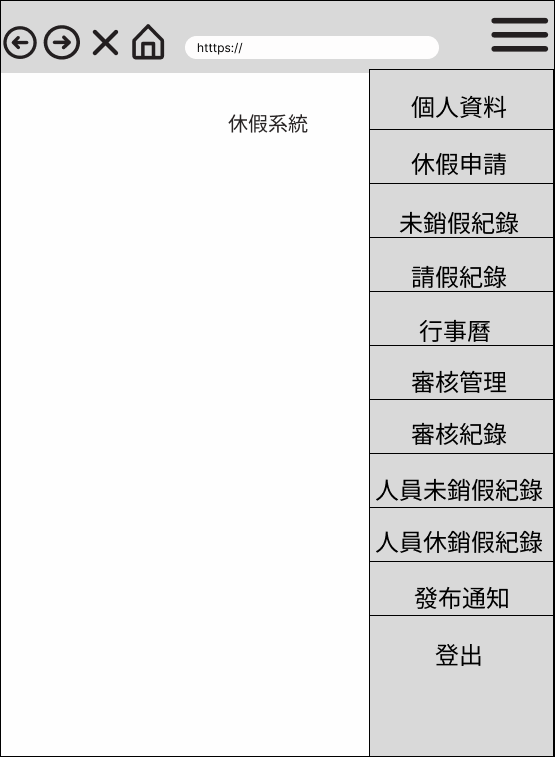 htttps://
休假系統
個人資料
休假申請
未銷假紀錄
請假紀錄
行事曆
審核管理
審核紀錄
人員未銷假紀錄
人員休銷假紀錄
發布通知
登出